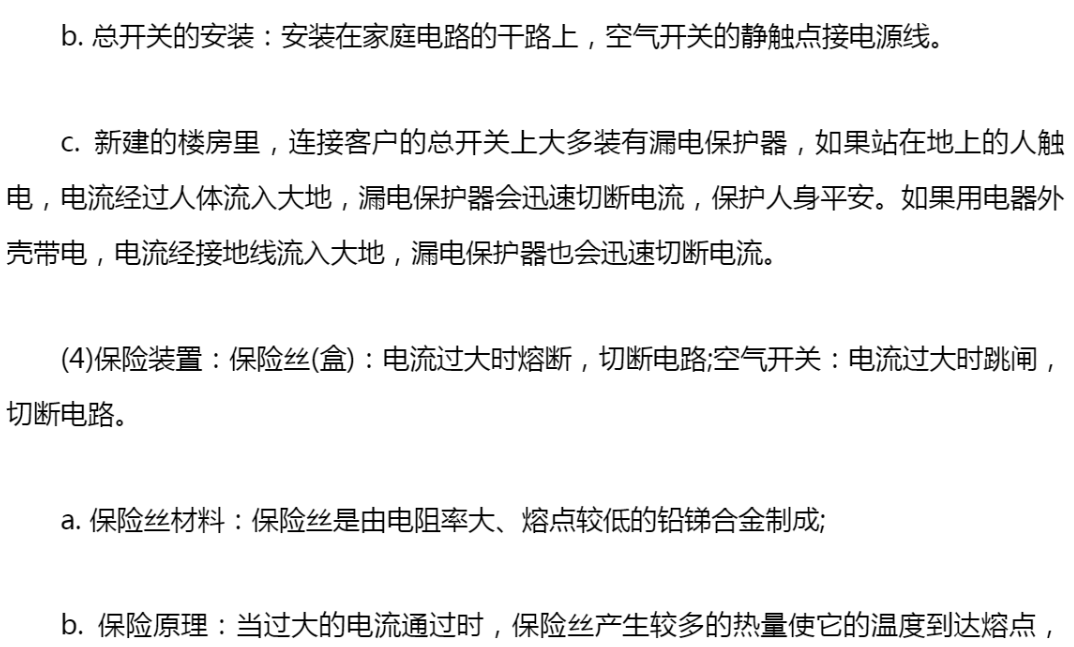 b. 总开关的安装：安装在家庭电路的干路上，空气开关的静触点接电源线。
c. 新建的楼房里，连接客户的总开关上大多装有漏电保护器，如果站在地上的人触
电，电流经过人体流入大地，漏电保护器会迅速切断电流，保护人身平安。如果用电器外
壳带电，电流经接地线流入大地，漏电保护器也会迅速切断电流。
(4)保险装置：保险丝(盒)：电流过大时熔断，切断电路;空气开关：电流过大时跳闸，
切断电路。
a. 保险丝材料：保险丝是由电阻率大、熔点较低的铅锑合金制成;
b. 保险原理：当过大的电流通过时，保险丝产生较多的热量使它的温度到达熔点，